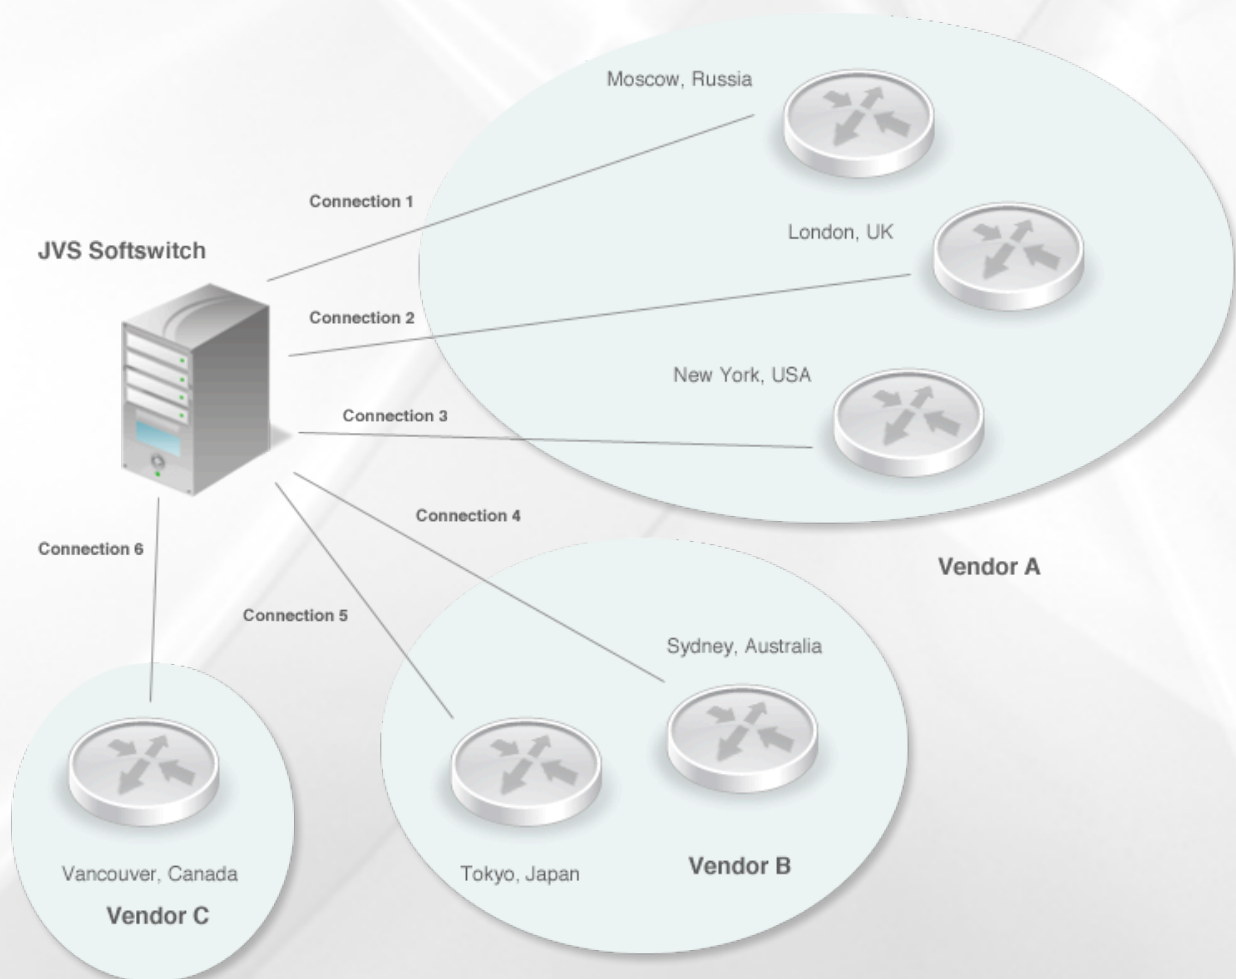 Moscow, Russia
Connection 1
London, UK
JVS Softswitch
Connection 2
New York, USA
Connection 3
Connection 4
Connection 6
Vendor A
Connection 5
Sydney, Australia
Vendor B
Vancouver, Canada
Tokyo, Japan
Vendor C